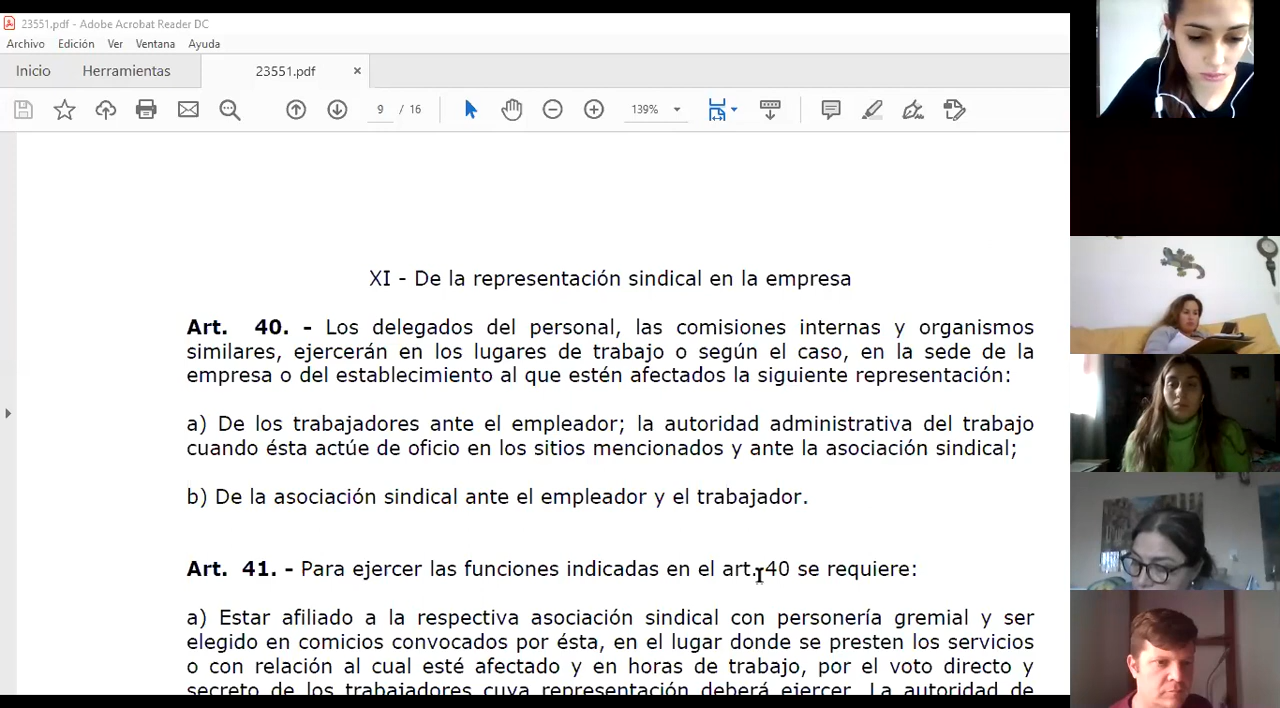 23551.pdf - Adobe Acrobat Reader DC
Archivo Edición Ver Ventana Ayuda
Inicio Herramientas 23551.pdf ×
9 / 16 139%
XI - De la representación sindical en la empresa
Art. 40. - Los delegados del personal, las comisiones internas y organismos
similares, ejercerán en los lugares de trabajo o según el caso, en la sede de la
empresa o del establecimiento al que estén afectados la siguiente representación:
a) De los trabajadores ante el empleador; la autoridad administrativa del trabajo
cuando ésta actúe de oficio en los sitios mencionados y ante la asociación sindical;
b) De la asociación sindical ante el empleador y el trabajador.
Art. 41. - Para ejercer las funciones indicadas en el art. 40 se requiere:
a) Estar afiliado a la respectiva asociación sindical con personería gremial y ser
elegido en comicios convocados por ésta, en el lugar donde se presten los servicios
o con relación al cual esté afectado y en horas de trabajo, por el voto directo y
secreto de los trabajadores cuya representación deberá ejercer. La autoridad de